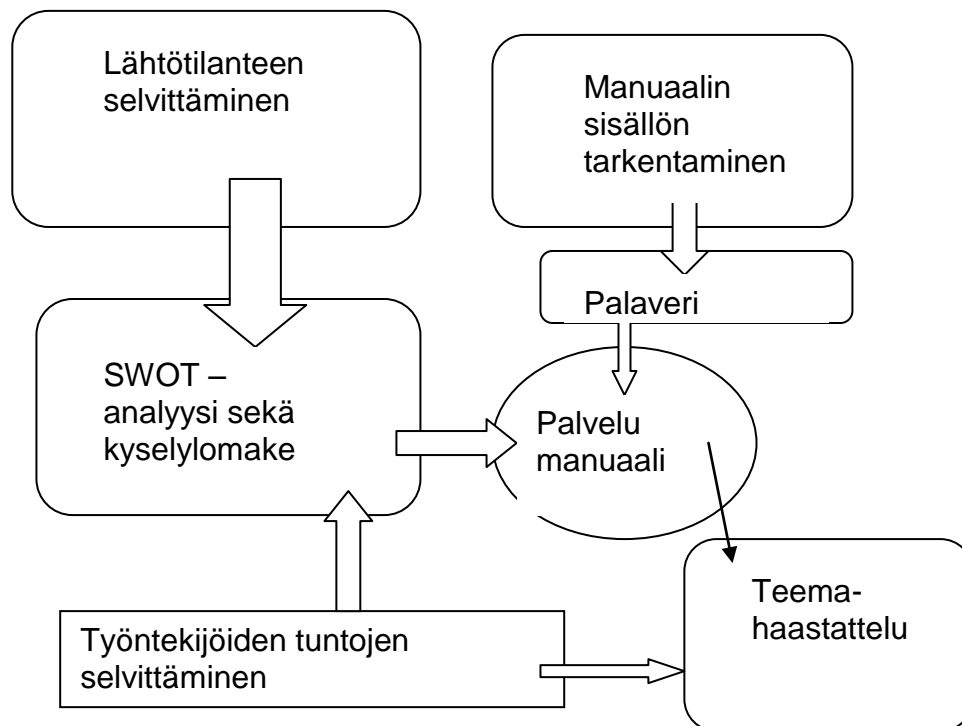 Lähtötilanteen
selvittäminen
Manuaalin
sisällön
tarkentaminen
Palaveri
SWOT –
analyysi sekä
kyselylomake
Palvelu
manuaali
Teema-
haastattelu
Työntekijöiden tuntojen
selvittäminen